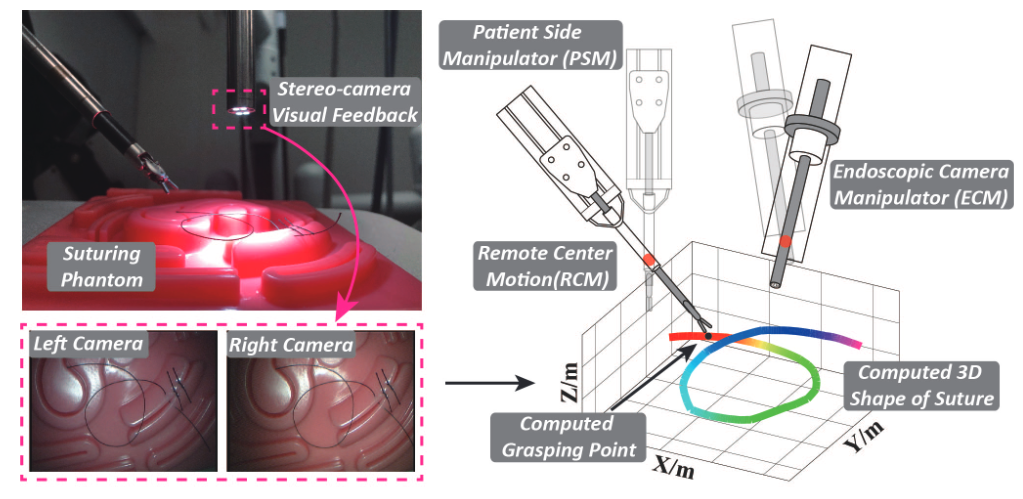 Stereo-camera
Visual Feedback
Suturing
Phantom
Left Camera
Right Camera
Patient Side
Manipulator (PSM)
Endoscopic Camera
Manipulator (ECM)
Remote Center
Motion(RCM)
Computed 3D
Shape of Suture
Computed
Grasping Point
Z/m
X/m
Y/m